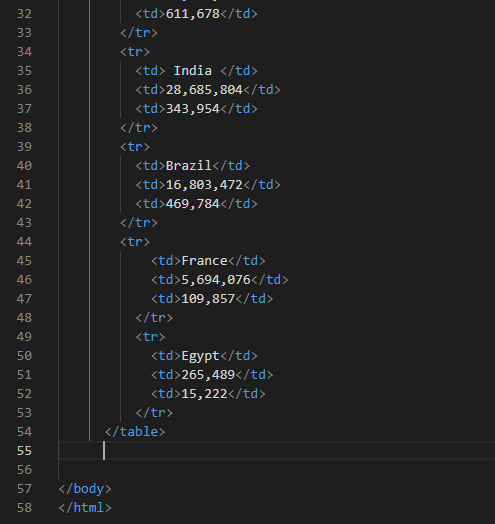 32 <td>611,678</td>
33 </tr>
34 <tr>
35 <td> India </td>
36 <td>28,685,804</td>
37 <td>343,954</td>
38 </tr>
39 <tr>
40 <td>Brazil</td>
41 <td>16,803,472</td>
42 <td>469,784</td>
43 </tr>
44 <tr>
45 <td>France</td>
46 <td>5,694,076</td>
47 <td>109,857</td>
48 </tr>
49 <tr>
50 <td>Egypt</td>
51 <td>265,489</td>
52 <td>15,222</td>
53 </tr>
54 </table>
55
56
57 </body>
58 </html>